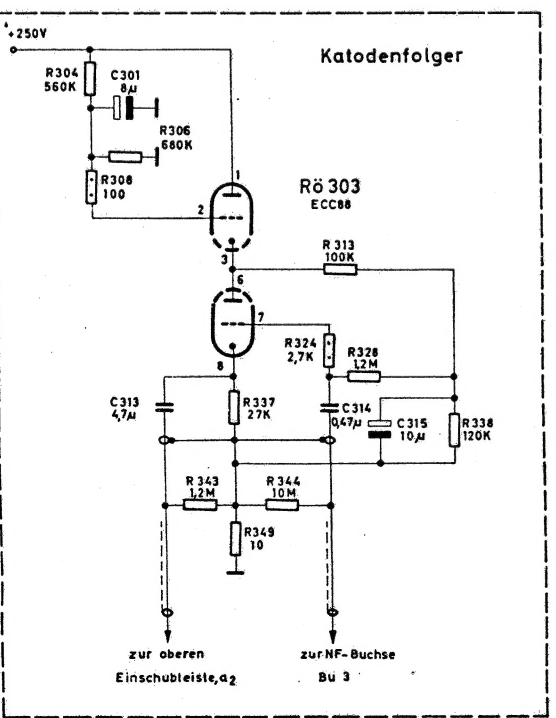 +250V
Katodenfolger
R304
560K
C301
8µ
R306
680K
R308
100
1
2
Rö 303
ECC88
3
R 313
100K
6
7
R324
2,7K
R328
1,2M
8
C313
4,7µ
R337
27K
C314
0,47µ
C315
10µ
R338
120K
R 343
1,2M
R 344
10M
R349
10
zur oberen
Einschubleiste,a2
zur NF-Buchse
Bü 3